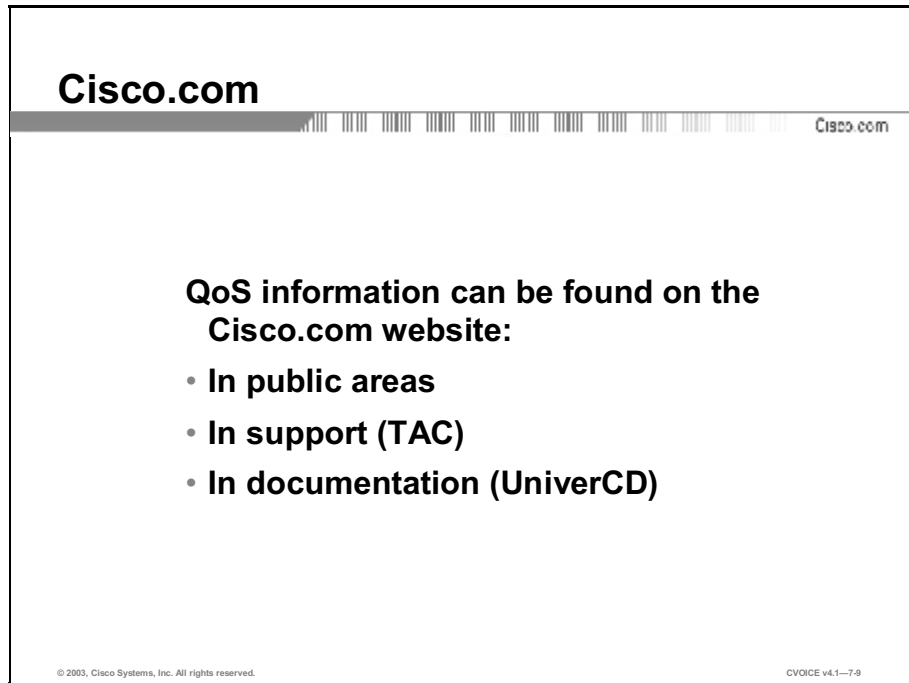 Cisco.com
Cisco.com
QoS information can be found on the
Cisco.com website:
• In public areas
• In support (TAC)
• In documentation (UniverCD)
© 2003, Cisco Systems, Inc. All rights reserved.
CVOICE v4.1—7-9